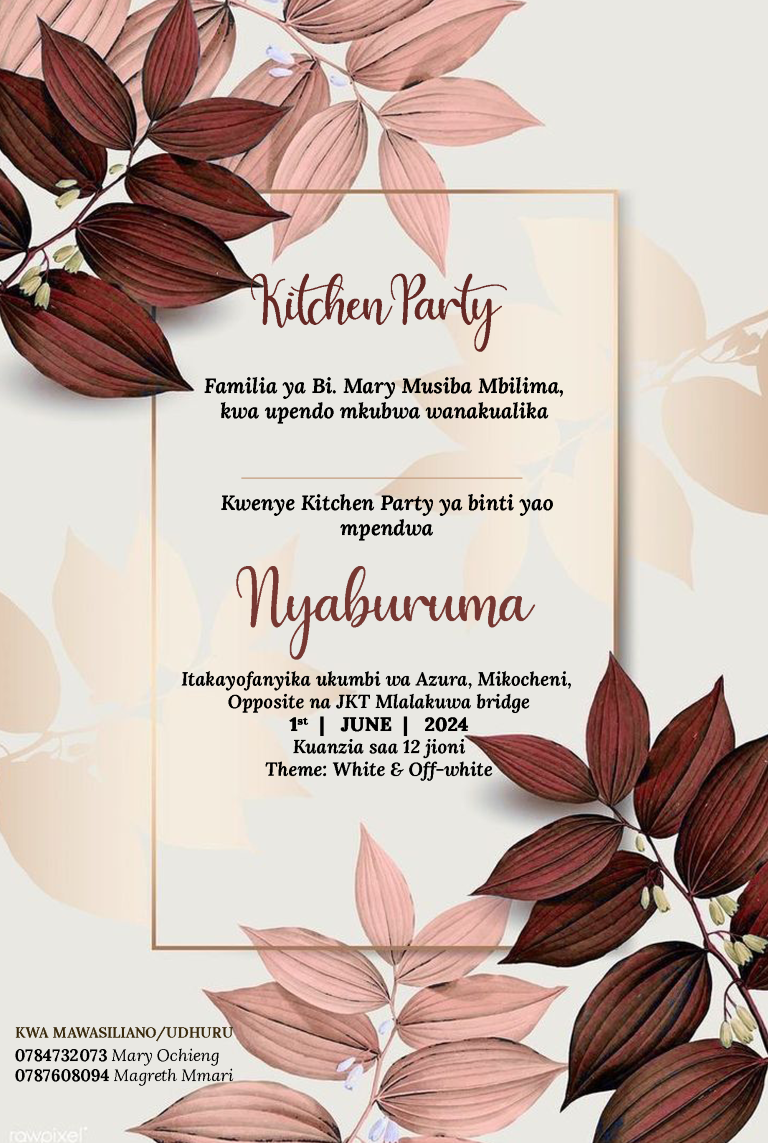 Kitchen Party
Familia ya Bi. Mary Musiba Mbilima,
kwa upendo mkubwa wanakualika
Kwenye Kitchen Party ya binti yao
mpendwa
Nyaburuma
Itakayofanyika ukumbi wa Azura, Mikocheni,
Opposite na JKT Mlalakuwa bridge
1st | JUNE | 2024
Kuanzia saa 12 jioni
Theme: White & Off-white
KWA MAWASILIANO/UDHURU
0784732073 Mary Ochieng
0787608094 Magreth Mmari
rawpixel